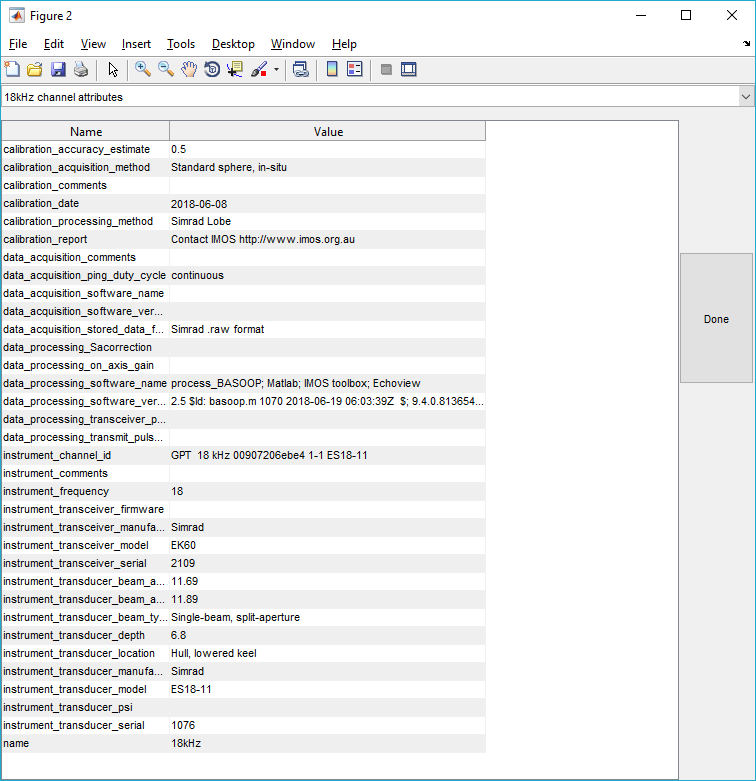 Figure 2
File Edit View Insert Tools Desktop Window Help
18kHz channel attributes
Name Value
calibration_accuracy_estimate 0.5
calibration_acquisition_method Standard sphere, in-situ
calibration_comments
calibration_date 2018-06-08
calibration_processing_method Simrad Lobe
calibration_report Contact IMOS http://www.imos.org.au
data_acquisition_comments
data_acquisition_ping_duty_cycle continuous
data_acquisition_software_name
data_acquisition_software_ver...
data_acquisition_stored_data_f... Simrad .raw format
data_processing_Sacorrection
data_processing_on_axis_gain
data_processing_software_name process_BASOOP; Matlab; IMOS toolbox; Echoview
data_processing_software_ver... 2.5 $Id: basoop.m 1070 2018-06-19 06:03:39Z $; 9.4.0.813654...
data_processing_transceiver_p...
data_processing_transmit_puls...
instrument_channel_id GPT 18 kHz 00907206ebe4 1-1 ES18-11
instrument_comments
instrument_frequency 18
instrument_transceiver_firmware
instrument_transceiver_manufa... Simrad
instrument_transceiver_model EK60
instrument_transceiver_serial 2109
instrument_transducer_beam_a... 11.69
instrument_transducer_beam_a... 11.89
instrument_transducer_beam_ty... Single-beam, split-aperture
instrument_transducer_depth 6.8
instrument_transducer_location Hull, lowered keel
instrument_transducer_manufa... Simrad
instrument_transducer_model ES18-11
instrument_transducer_psi
instrument_transducer_serial 1076
name 18kHz
Done